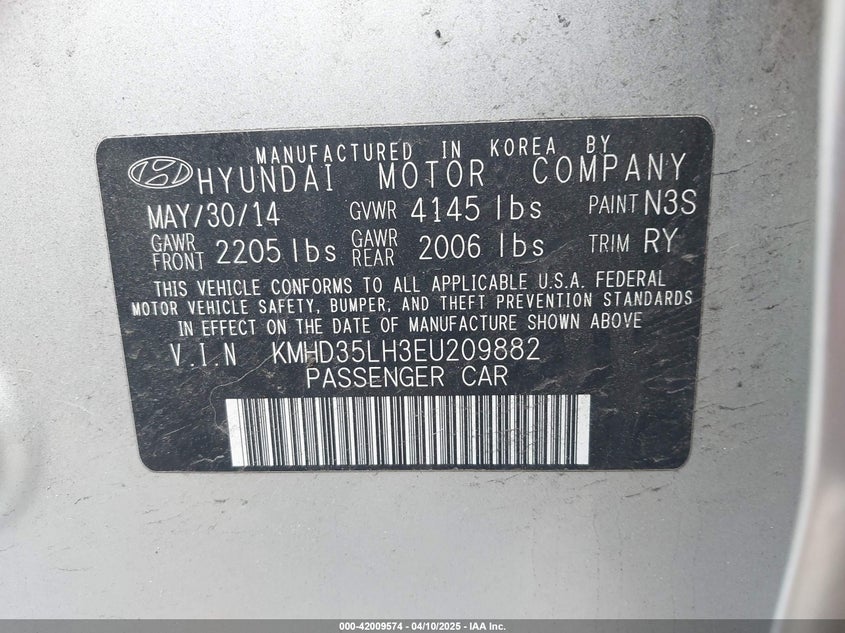 MANUFACTURED IN KOREA BY
HYUNDAI MOTOR COMPANY
MAY/30/14 GVWR 4145 lbs PAINT N3S
GAWR FRONT 2205 lbs GAWR REAR 2006 lbs TRIM RY
THIS VEHICLE CONFORMS TO ALL APPLICABLE U.S.A. FEDERAL
MOTOR VEHICLE SAFETY, BUMPER, AND THEFT PREVENTION STANDARDS
IN EFFECT ON THE DATE OF MANUFACTURE SHOWN ABOVE
V.I.N KMHD35LH3EU209882
PASSENGER CAR
000-42009574 - 04/10/2025 - IAA Inc.